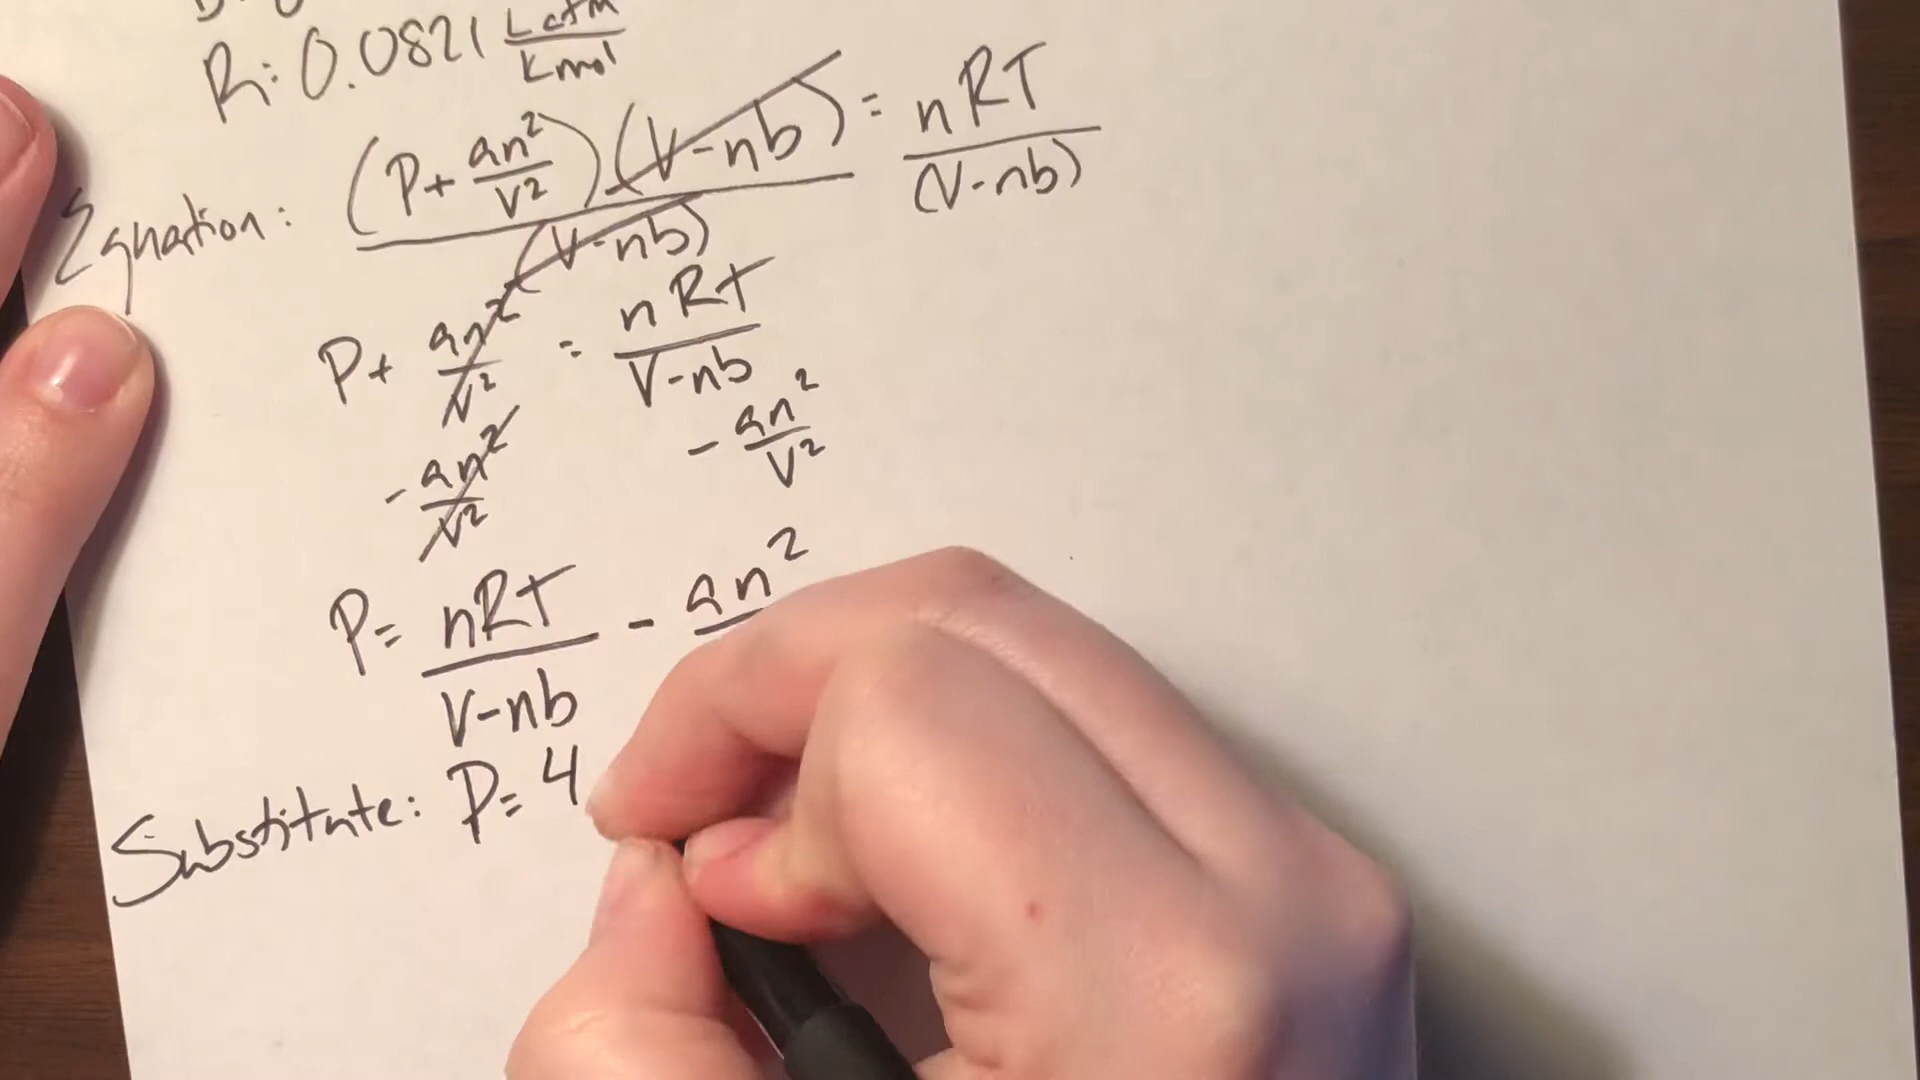 R: 0.0821 L atm / K mol
Equation: (P + an²/V²)(V-nb) / (V-nb) = nRT / (V-nb)
P + an²/V² = nRT / V-nb
- an²/V² - an²/V²
P = nRT / V-nb - an²
Substitute: P = 4